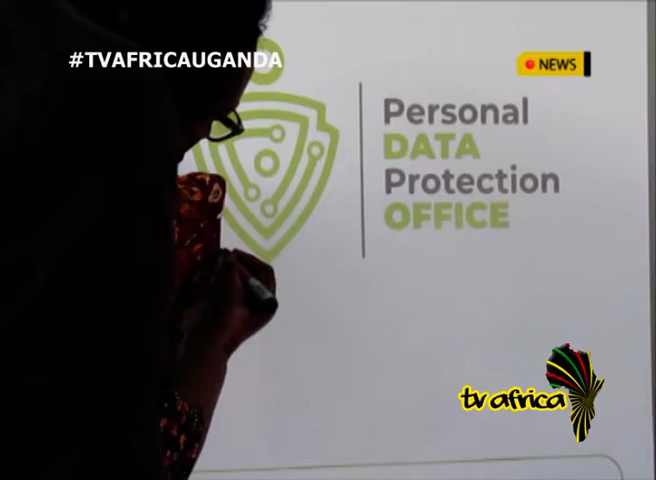 #TVAFRICAUGANDA
NEWS
Personal
DATA
Protection
OFFICE
tv africa